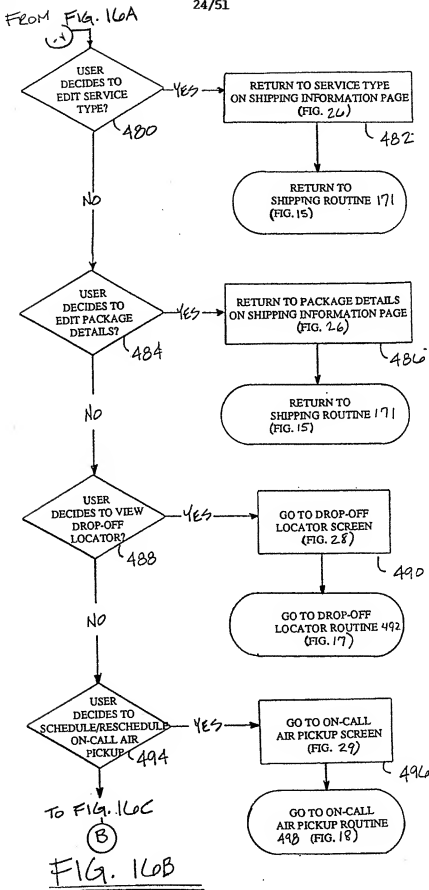 24/51
FROM FIG. 16A
USER
DECIDES TO
EDIT SERVICE
TYPE?
480
YES
RETURN TO SERVICE TYPE
ON SHIPPING INFORMATION PAGE
(FIG. 26)
482
RETURN TO
SHIPPING ROUTINE 171
(FIG. 15)
NO
USER
DECIDES TO
EDIT PACKAGE
DETAILS?
484
YES
RETURN TO PACKAGE DETAILS
ON SHIPPING INFORMATION PAGE
(FIG. 26)
486
RETURN TO
SHIPPING ROUTINE 171
(FIG. 15)
NO
USER
DECIDES TO VIEW
DROP-OFF
LOCATOR?
488
YES
GO TO DROP-OFF
LOCATOR SCREEN
(FIG. 28)
490
GO TO DROP-OFF
LOCATOR ROUTINE 492
(FIG. 17)
NO
USER
DECIDES TO
SCHEDULE/RESCHEDULE
ON-CALL AIR
PICKUP
494
YES
GO TO ON-CALL
AIR PICKUP SCREEN
(FIG. 29)
496
GO TO ON-CALL
AIR PICKUP ROUTINE
498 (FIG. 18)
TO FIG. 16C
B
FIG. 16B